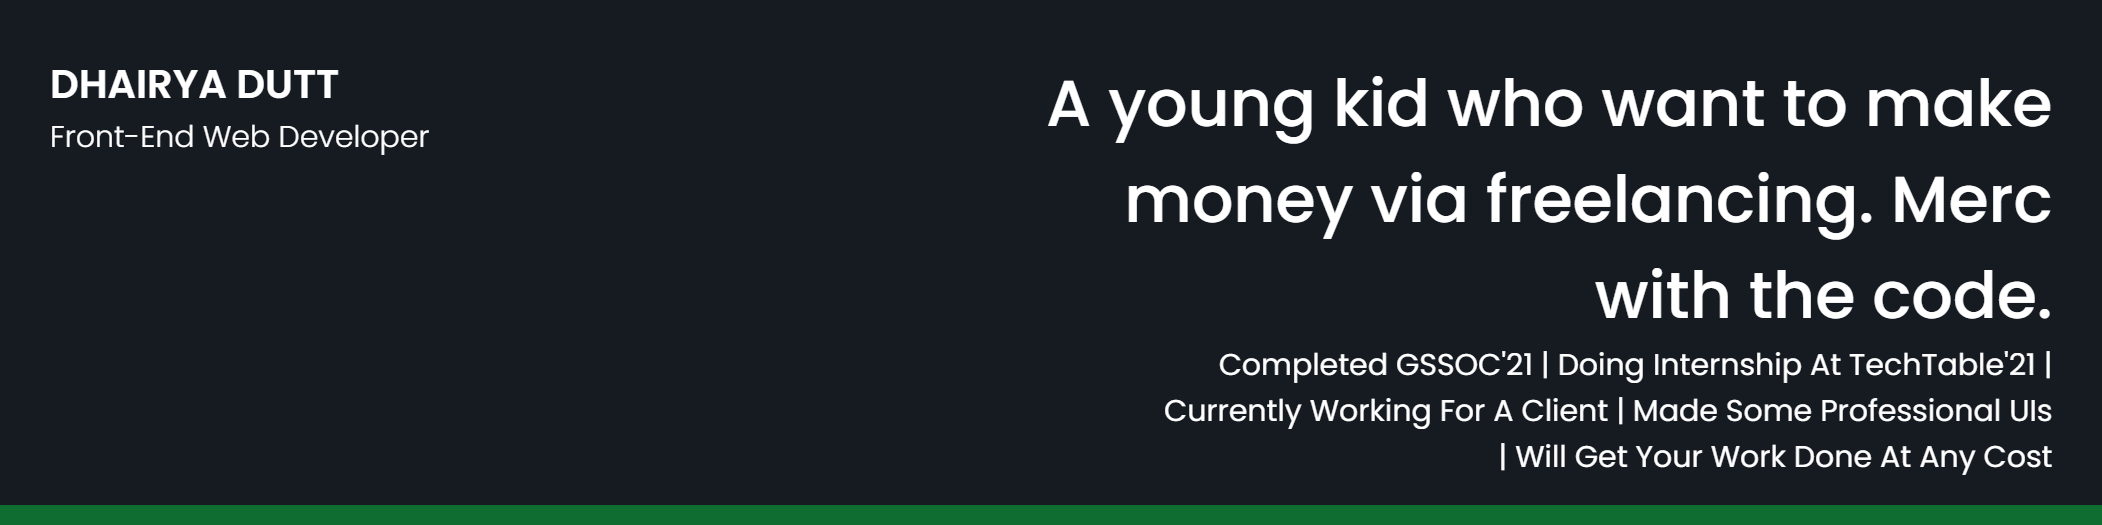 DHAIRYA DUTT
Front-End Web Developer
A young kid who want to make
money via freelancing. Merc
with the code.
Completed GSSOC'21 | Doing Internship At TechTable'21 |
Currently Working For A Client | Made Some Professional UIs
| Will Get Your Work Done At Any Cost